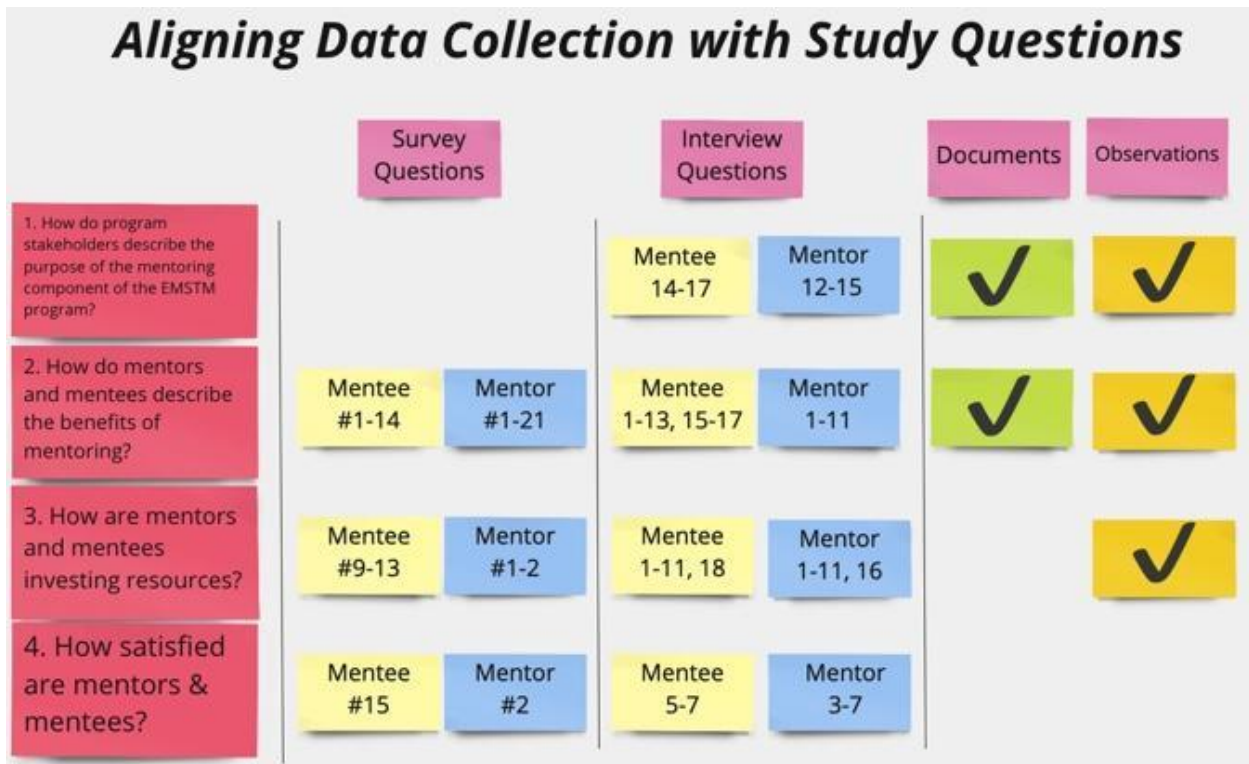 Aligning Data Collection with Study Questions
Survey
Questions
Interview
Questions
Documents
Observations
1. How do program
stakeholders describe the
purpose of the mentoring
component of the EMSTM
program?
Mentee
14-17
Mentor
12-15
2. How do mentors
and mentees describe
the benefits of
mentoring?
Mentee
#1-14
Mentor
#1-21
Mentee
1-13, 15-17
Mentor
1-11
3. How are mentors
and mentees
investing resources?
Mentee
#9-13
Mentor
#1-2
Mentee
1-11, 18
Mentor
1-11, 16
4. How satisfied
are mentors &
mentees?
Mentee
#15
Mentor
#2
Mentee
5-7
Mentor
3-7